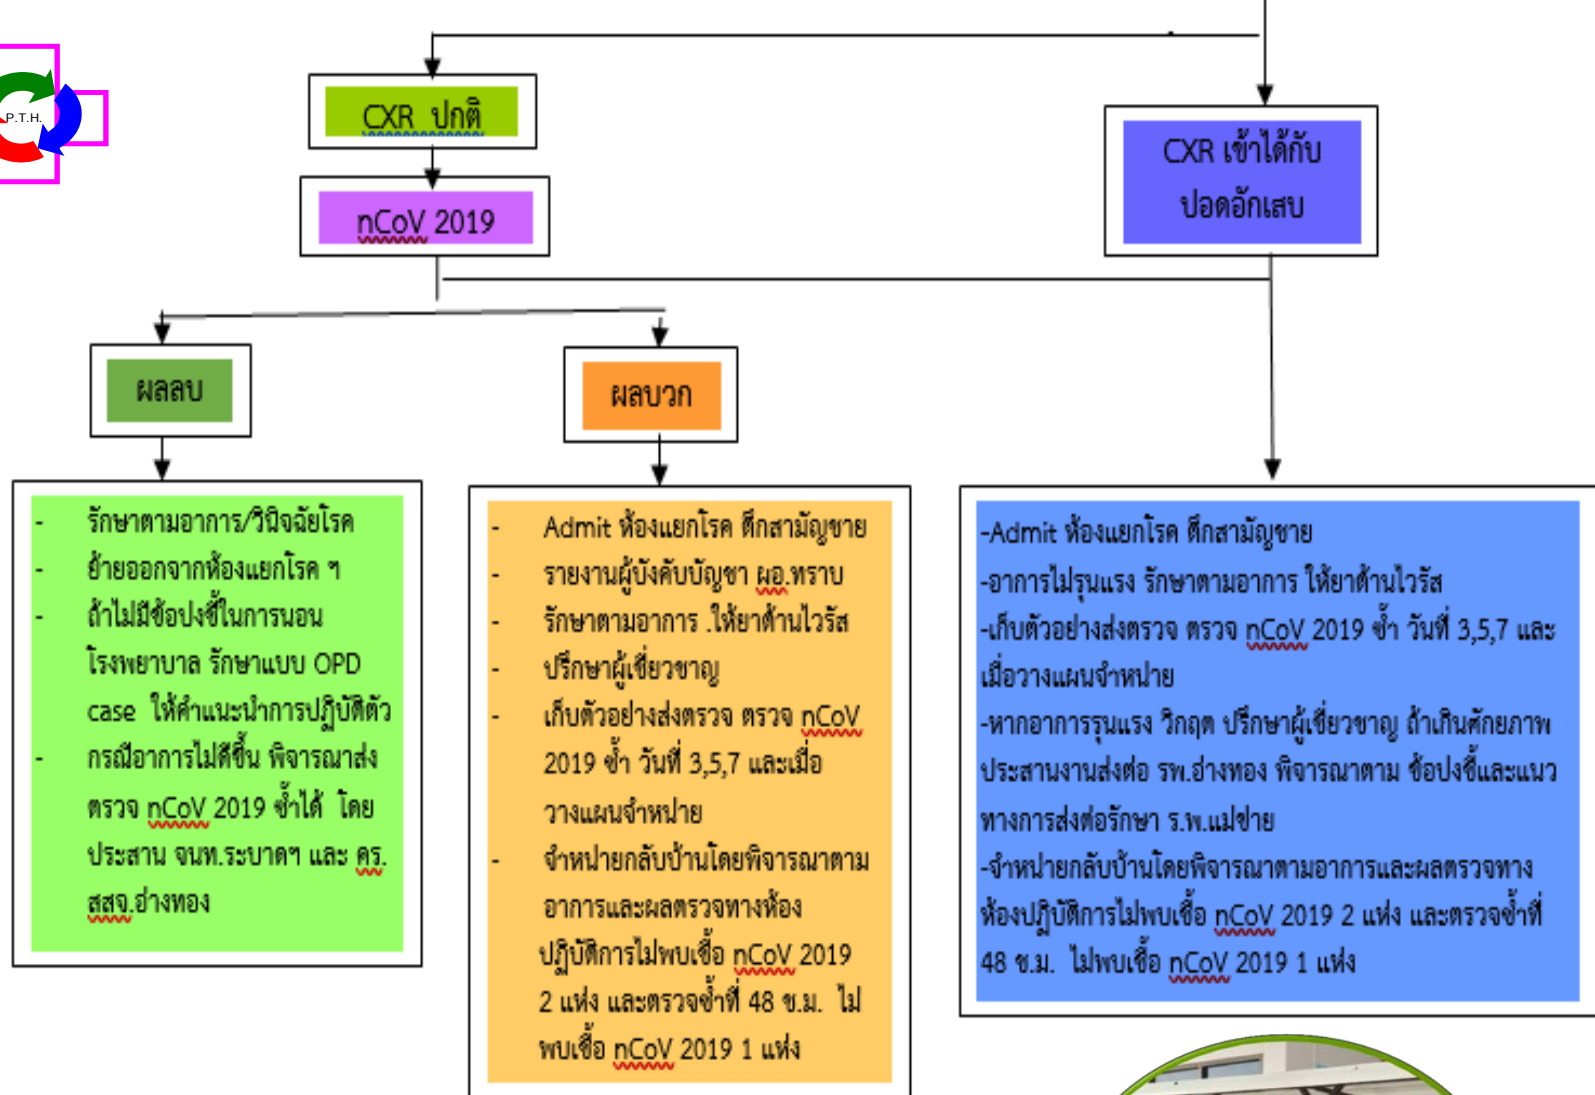 P.T.H.
CXR ปกติ
nCoV 2019
CXR เข้าได้กับ
ปอดอักเสบ
ผลลบ
ผลบวก
- รักษาตามอาการ/วินิจฉัยโรค
- ย้ายออกจากห้องแยกโรค ฯ
- ถ้าไม่มีข้อบ่งชี้ในการนอน
โรงพยาบาล รักษาแบบ OPD
case ให้คำแนะนำการปฏิบัติตัว
- กรณีอาการไม่ดีขึ้น พิจารณาส่ง
ตรวจ nCoV 2019 ซ้ำได้ โดย
ประสาน จนท.ระบาดฯ และ คร.
สสจ.อ่างทอง
- Admit ห้องแยกโรค ตึกสามัญชาย
- รายงานผู้บังคับบัญชา ผอ.ทราบ
- รักษาตามอาการ .ให้ยาต้านไวรัส
- ปรึกษาผู้เชี่ยวชาญ
- เก็บตัวอย่างส่งตรวจ ตรวจ nCoV
2019 ซ้ำ วันที่ 3,5,7 และเมื่อ
วางแผนจำหน่าย
- จำหน่ายกลับบ้านโดยพิจารณาตาม
อาการและผลตรวจทางห้อง
ปฏิบัติการไม่พบเชื้อ nCoV 2019
2 แห่ง และตรวจซ้ำที่ 48 ช.ม. ไม่
พบเชื้อ nCoV 2019 1 แห่ง
-Admit ห้องแยกโรค ตึกสามัญชาย
-อาการไม่รุนแรง รักษาตามอาการ ให้ยาต้านไวรัส
-เก็บตัวอย่างส่งตรวจ ตรวจ nCoV 2019 ซ้ำ วันที่ 3,5,7 และ
เมื่อวางแผนจำหน่าย
-หากอาการรุนแรง วิกฤต ปรึกษาผู้เชี่ยวชาญ ถ้าเกินศักยภาพ
ประสานงานส่งต่อ รพ.อ่างทอง พิจารณาตาม ข้อบ่งชี้และแนว
ทางการส่งต่อรักษา ร.พ.แม่ข่าย
-จำหน่ายกลับบ้านโดยพิจารณาตามอาการและผลตรวจทาง
ห้องปฏิบัติการไม่พบเชื้อ nCoV 2019 2 แห่ง และตรวจซ้ำที่
48 ช.ม. ไม่พบเชื้อ nCoV 2019 1 แห่ง